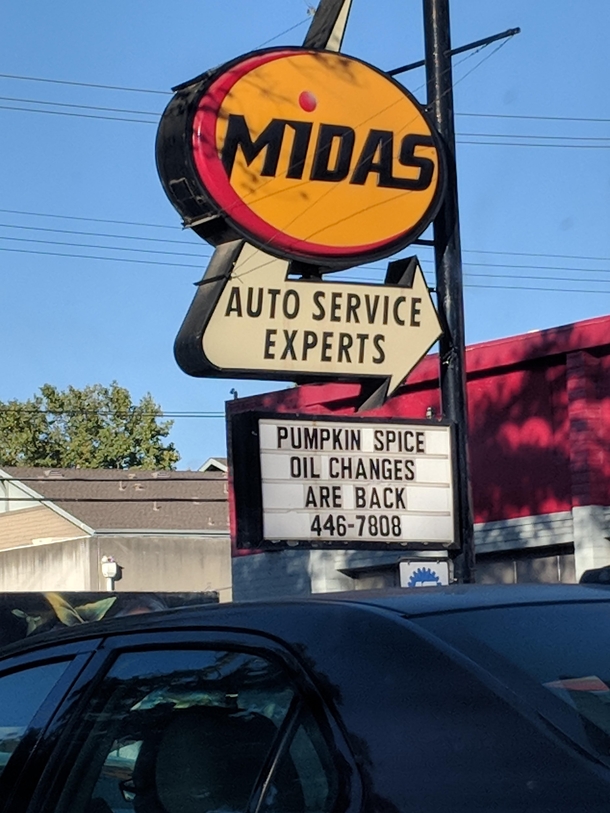 MIDAS
AUTO SERVICE
EXPERTS
PUMPKIN SPICE
OIL CHANGES
ARE BACK
446-7808